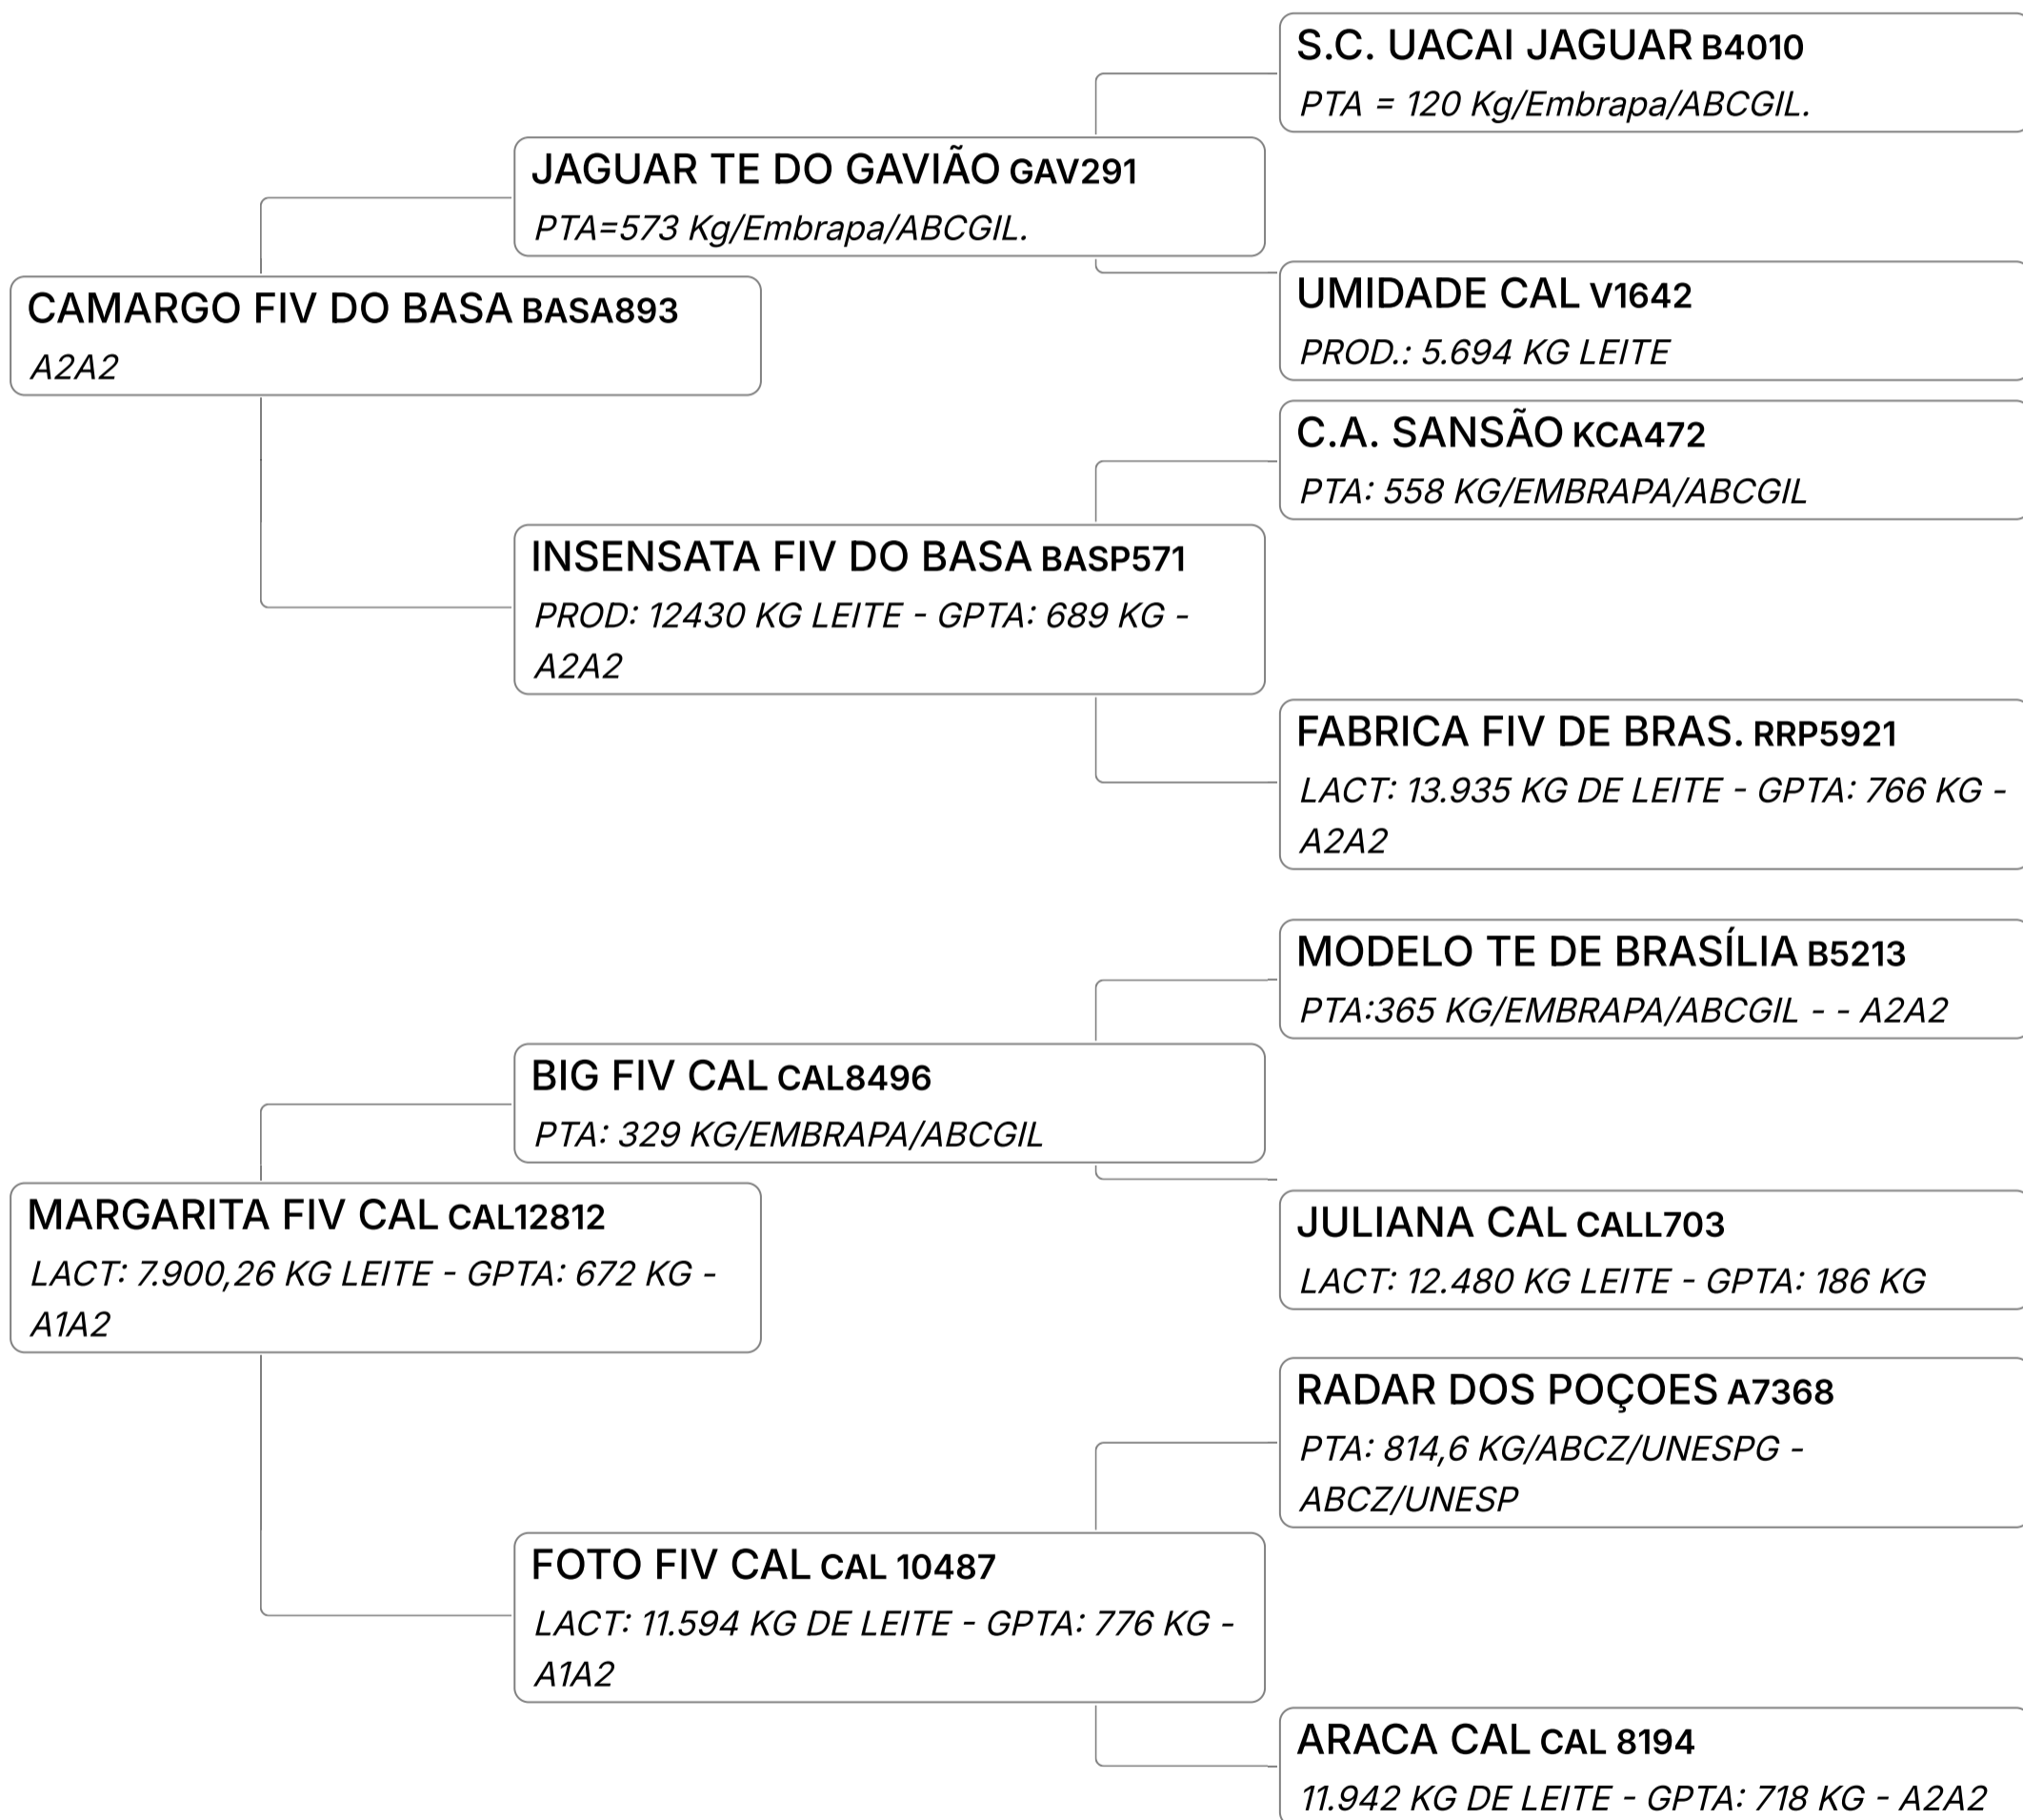 S.C. UACAI JAGUAR B4010
PTA = 120 Kg/Embrapa/ABCGIL.
JAGUAR TE DO GAVIÃO GAV291
PTA=573 Kg/Embrapa/ABCGIL.
UMIDADE CAL V1642
PROD.: 5.694 KG LEITE
CAMARGO FIV DO BASA BASA893
A2A2
C.A. SANSÃO KCA472
PTA: 558 KG/EMBRAPA/ABCGIL
INSENSATA FIV DO BASA BASP571
PROD: 12430 KG LEITE - GPTA: 689 KG -
A2A2
FABRICA FIV DE BRAS. RRP5921
LACT: 13.935 KG DE LEITE - GPTA: 766 KG -
A2A2
MODELO TE DE BRASÍLIA B5213
PTA:365 KG/EMBRAPA/ABCGIL - - A2A2
BIG FIV CAL CAL8496
PTA: 329 KG/EMBRAPA/ABCGIL
JULIANA CAL CALL703
LACT: 12.480 KG LEITE - GPTA: 186 KG
MARGARITA FIV CAL CAL12812
LACT: 7.900,26 KG LEITE - GPTA: 672 KG -
A1A2
RADAR DOS POÇOES A7368
PTA: 814,6 KG/ABCZ/UNESPG -
ABCZ/UNESP
FOTO FIV CAL CAL 10487
LACT: 11.594 KG DE LEITE - GPTA: 776 KG -
A1A2
ARACA CAL CAL 8194
11.942 KG DE LEITE - GPTA: 718 KG - A2A2